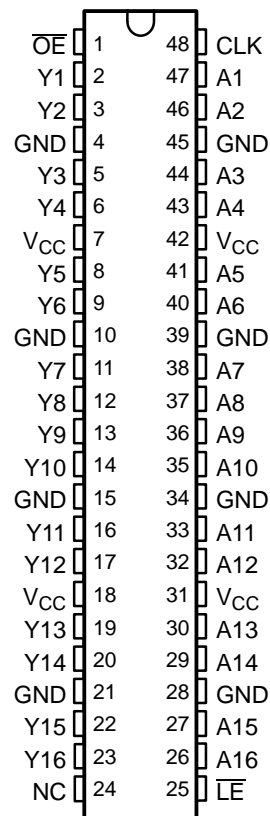 O̅E̅ 1 48 CLK
Y1 2 47 A1
Y2 3 46 A2
GND 4 45 GND
Y3 5 44 A3
Y4 6 43 A4
VCC 7 42 VCC
Y5 8 41 A5
Y6 9 40 A6
GND 10 39 GND
Y7 11 38 A7
Y8 12 37 A8
Y9 13 36 A9
Y10 14 35 A10
GND 15 34 GND
Y11 16 33 A11
Y12 17 32 A12
VCC 18 31 VCC
Y13 19 30 A13
Y14 20 29 A14
GND 21 28 GND
Y15 22 27 A15
Y16 23 26 A16
NC 24 25 L̅E̅